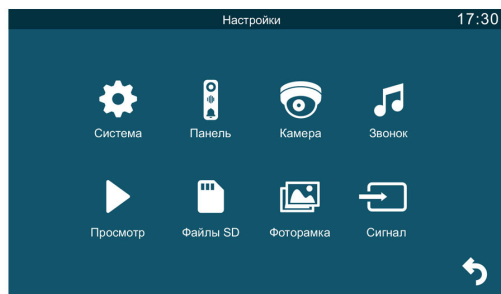 Настройки 17:30
Система Панель Камера Звонок
Просмотр Файлы SD Фоторамка Сигнал